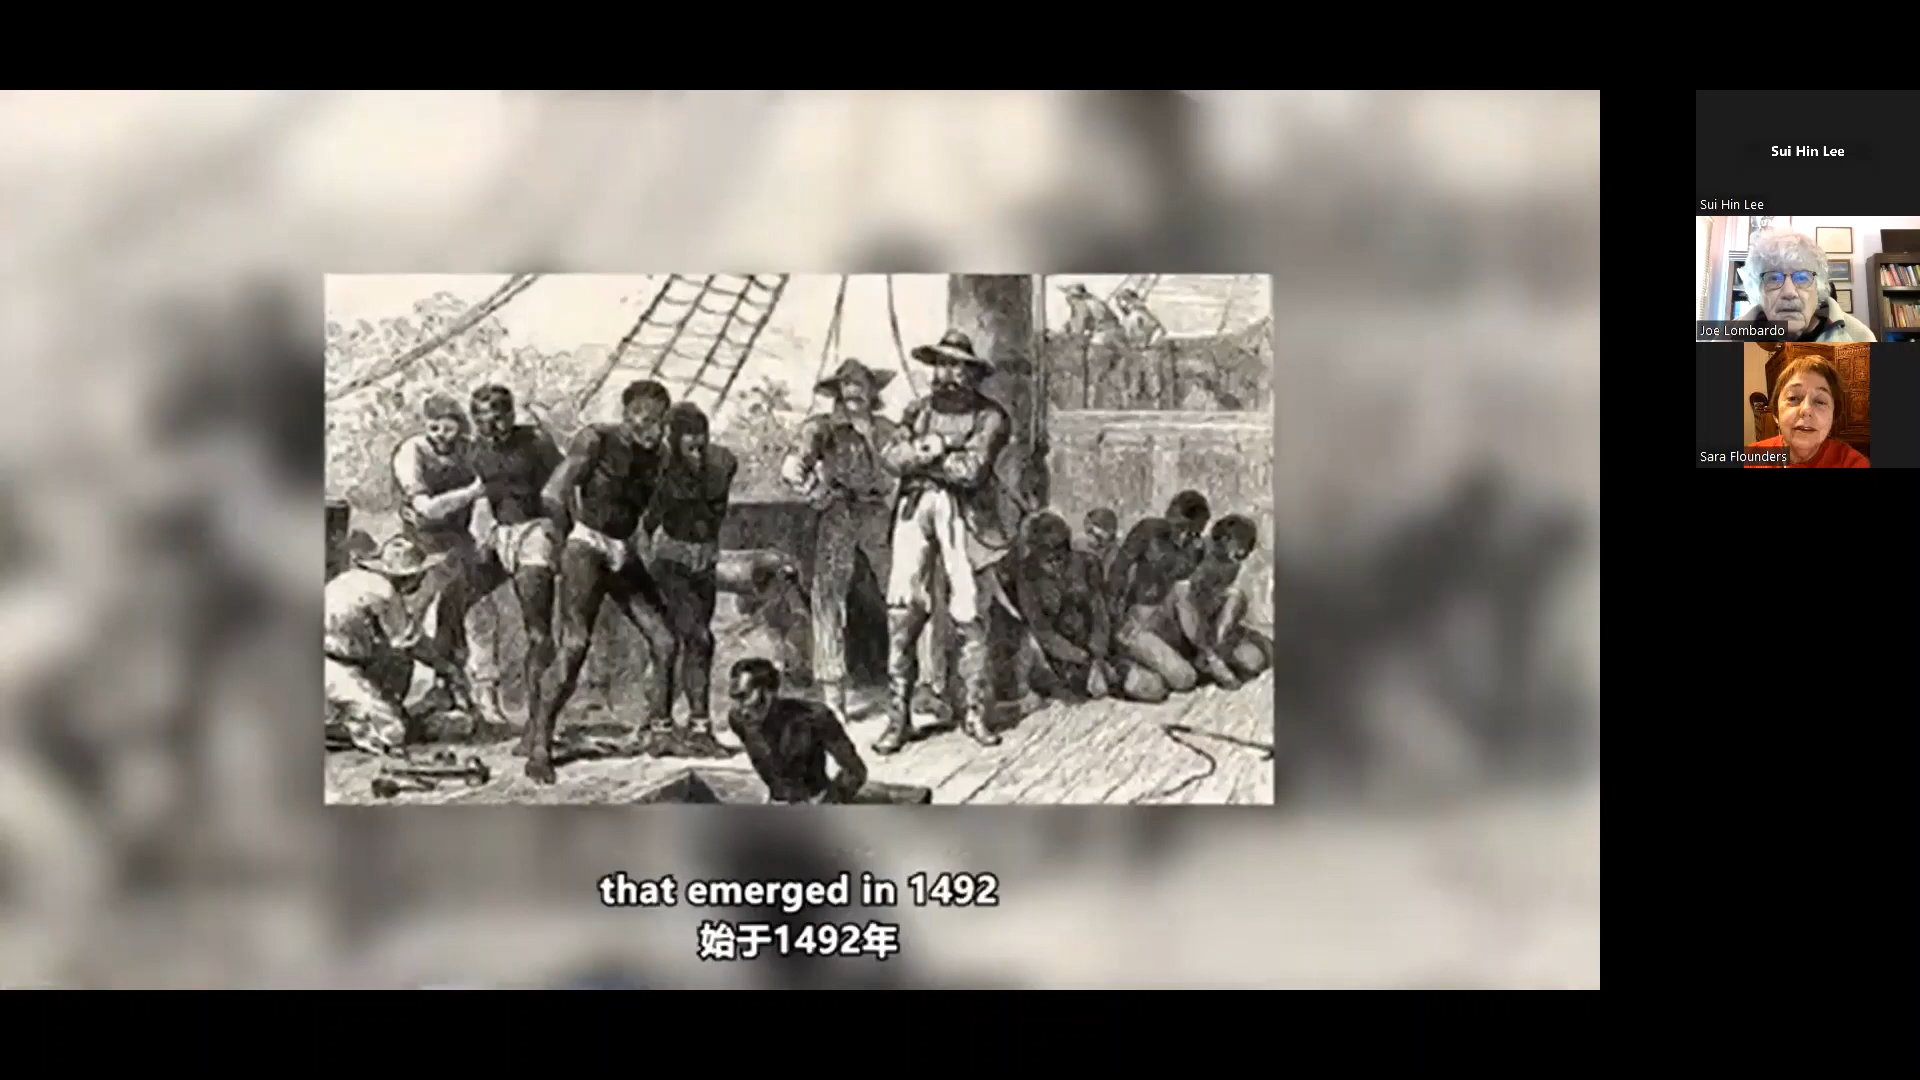 that emerged in 1492
始于1492年
Sui Hin Lee
Sui Hin Lee
Joe Lombardo
Sara Flounders